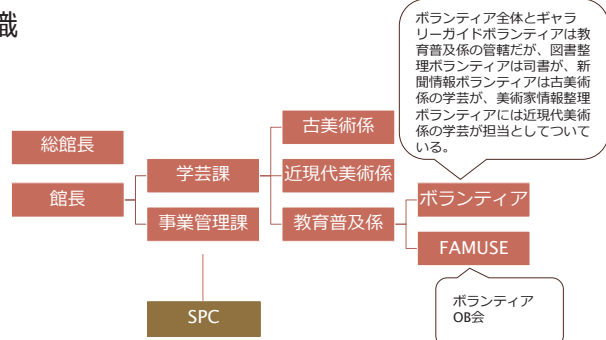 職
ボランティア全体とギャラ
リーガイドボランティアは教
育普及係の管轄だが、図書整
理ボランティアは司書が、新
聞情報ボランティアは古美術
係の学芸が、美術家情報整理
ボランティアには近現代美術
係の学芸が担当としてついて
いる。
総館長
館長
学芸課
事業管理課
古美術係
近現代美術係
教育普及係
ボランティア
FAMUSE
SPC
ボランティア
OB会